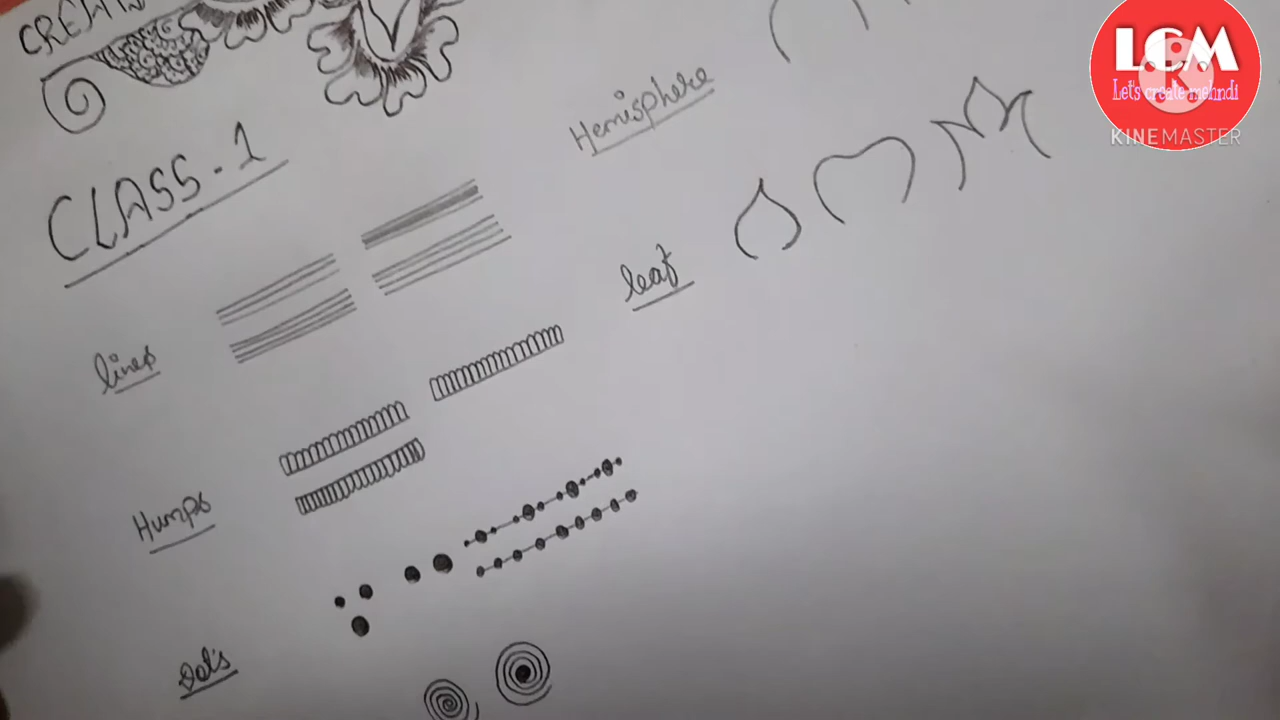 CLASS-1
lines
Humps
Dots
Hemisphere
leaf
LCM
Let's create mehndi
KINEMASTER